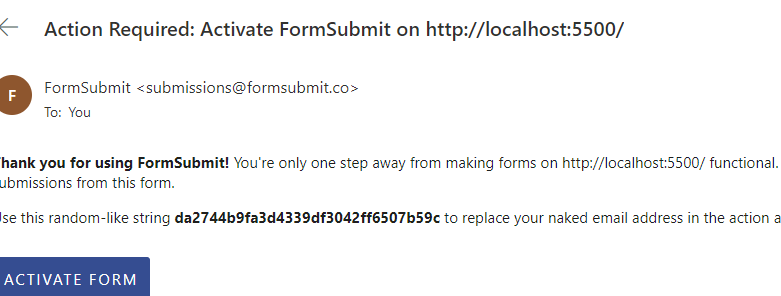 Action Required: Activate FormSubmit on http://localhost:5500/
F
FormSubmit <submissions@formsubmit.co>
To: You
hank you for using FormSubmit! You're only one step away from making forms on http://localhost:5500/ functional.
ubmissions from this form.
se this random-like string da2744b9fa3d4339df3042ff6507b59c to replace your naked email address in the action a
ACTIVATE FORM